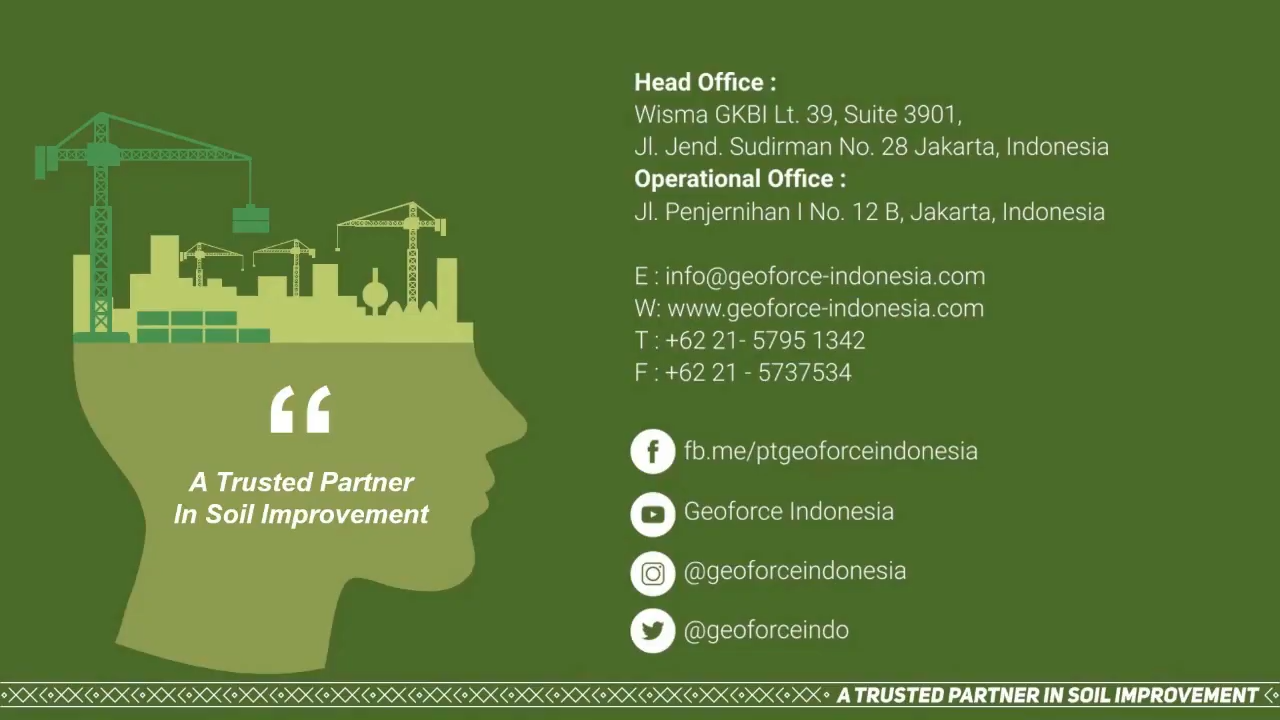 Head Office :
Wisma GKBI Lt. 39, Suite 3901,
Jl. Jend. Sudirman No. 28 Jakarta, Indonesia
Operational Office :
Jl. Penjernihan I No. 12 B, Jakarta, Indonesia
E : info@geoforce-indonesia.com
W: www.geoforce-indonesia.com
T : +62 21- 5795 1342
F : +62 21 - 5737534
fb.me/ptgeoforceindonesia
Geoforce Indonesia
@geoforceindonesia
@geoforceindo
“
A Trusted Partner
In Soil Improvement
A TRUSTED PARTNER IN SOIL IMPROVEMENT